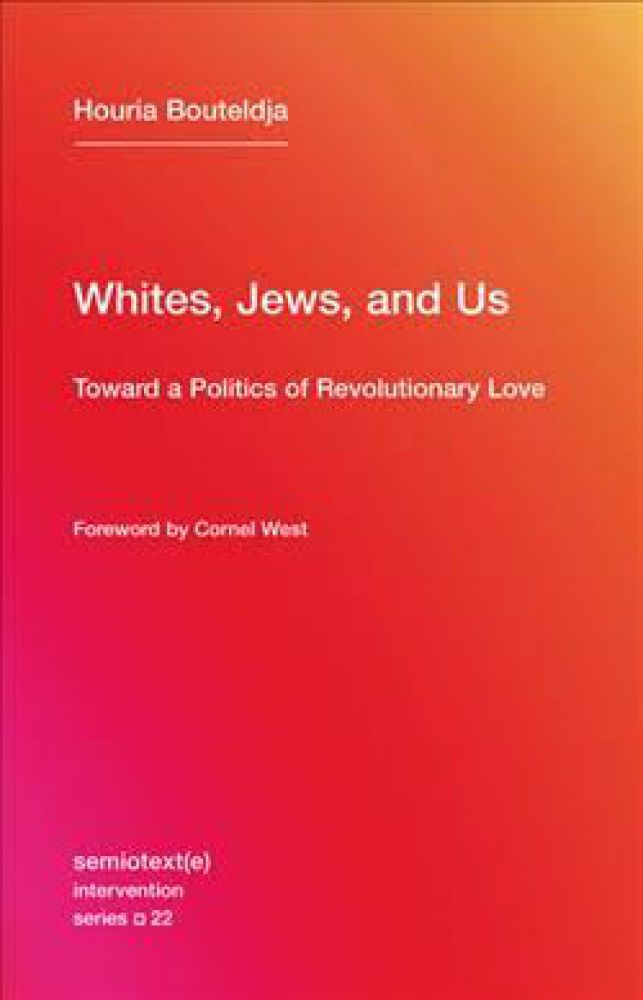 Houria Bouteldja
Whites, Jews, and Us
Toward a Politics of Revolutionary Love
Foreword by Cornel West
semiotext(e)
intervention
series □ 22